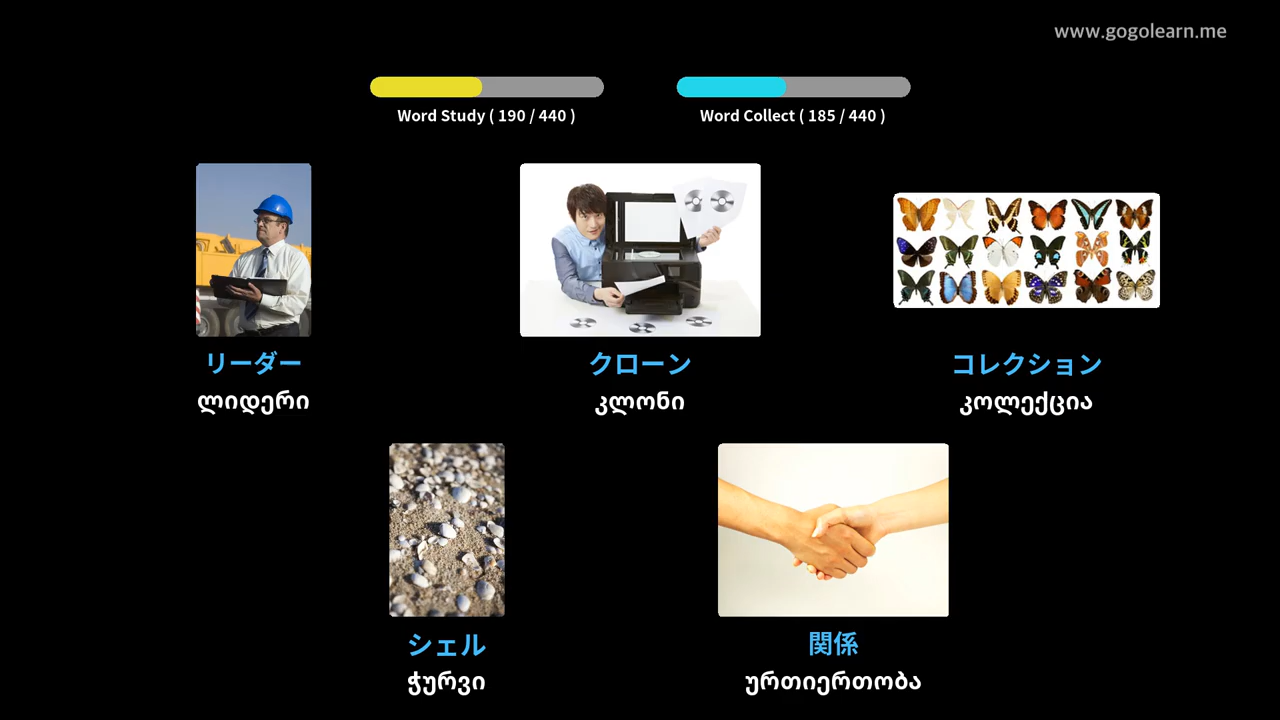 www.gogolearn.me
Word Study ( 190 / 440 )
Word Collect ( 185 / 440 )
リーダー
ლიდერი
クローン
კლონი
コレクション
კოლექცია
シェル
ჭურვი
関係
ურთიერთობა